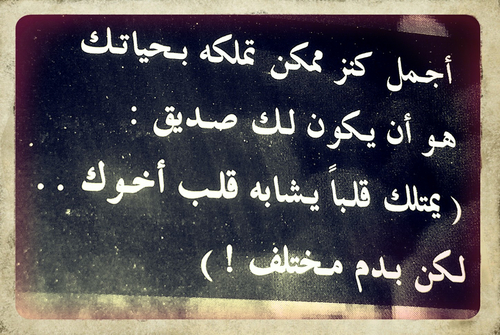 أجمل كنز ممكن تملكه بحياتك
هو أن يكون لك صديق :
( يمتلك قلباً يشابه قلب أخوك . .
لكن بدم مختلف ! )